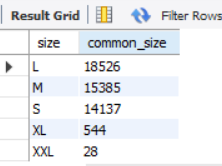 Result Grid Filter Rows
size common_size
L 18526
M 15385
S 14137
XL 544
XXL 28